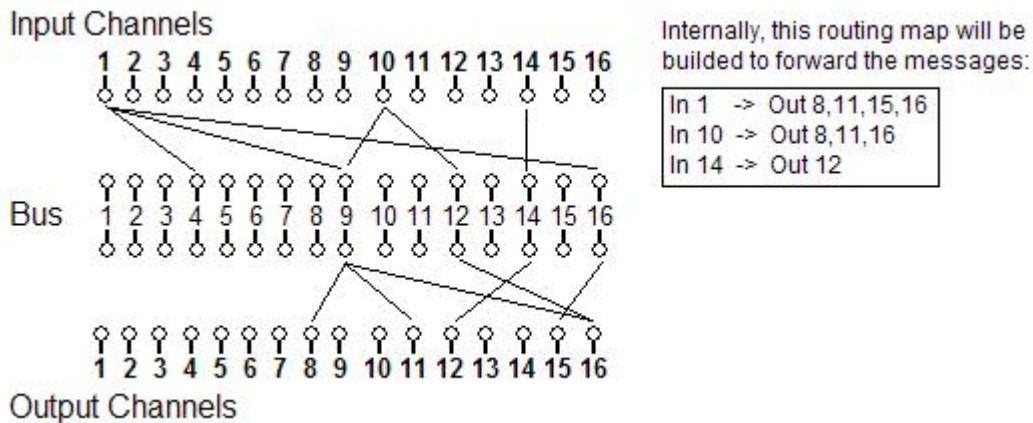 Input Channels
1 2 3 4 5 6 7 8 9 10 11 12 13 14 15 16
Bus 1 2 3 4 5 6 7 8 9 10 11 12 13 14 15 16
1 2 3 4 5 6 7 8 9 10 11 12 13 14 15 16
Output Channels
Internally, this routing map will be
builded to forward the messages:
In 1 -> Out 8,11,15,16
In 10 -> Out 8,11,16
In 14 -> Out 12